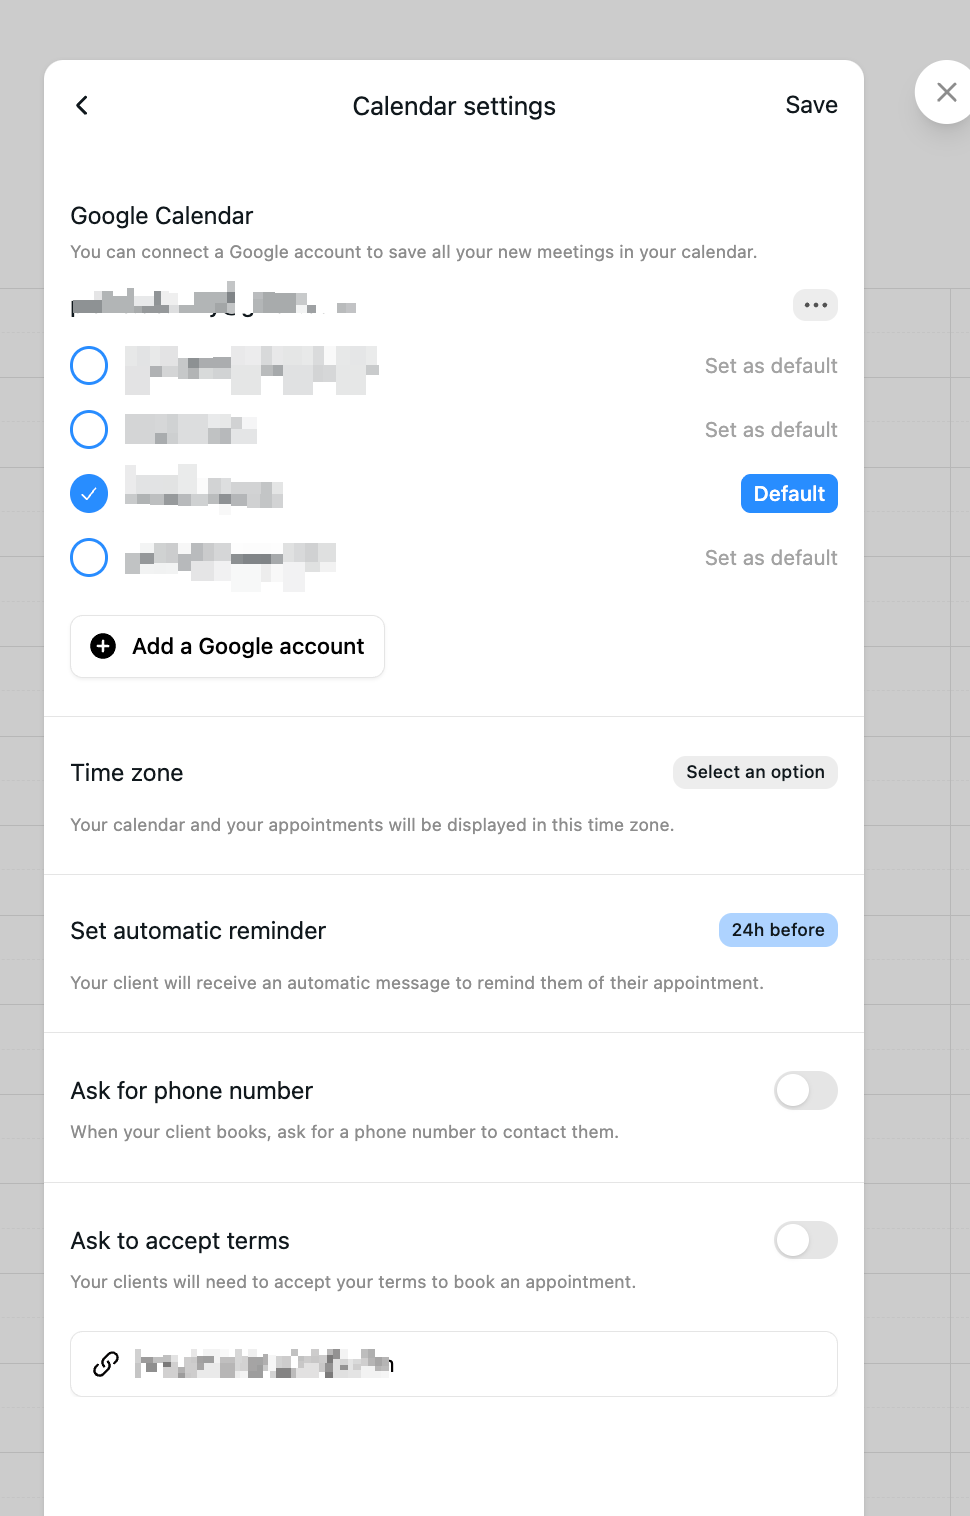 Calendar settings
Save
Google Calendar
You can connect a Google account to save all your new meetings in your calendar.
Set as default
Set as default
Default
Set as default
Add a Google account
Time zone
Select an option
Your calendar and your appointments will be displayed in this time zone.
Set automatic reminder
24h before
Your client will receive an automatic message to remind them of their appointment.
Ask for phone number
When your client books, ask for a phone number to contact them.
Ask to accept terms
Your clients will need to accept your terms to book an appointment.